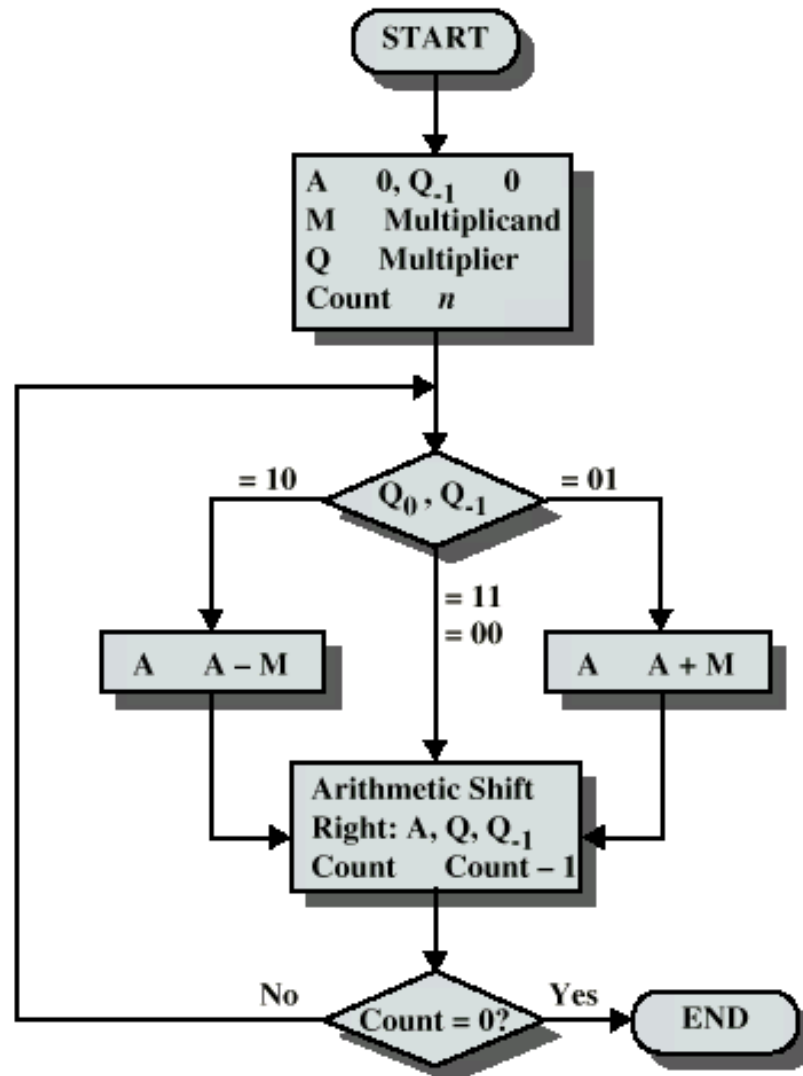 START
A 0, Q-1 0
M Multiplicand
Q Multiplier
Count n
= 10
Q0 , Q-1
= 01
= 11
= 00
A A – M
A A + M
Arithmetic Shift
Right: A, Q, Q-1
Count Count – 1
No
Count = 0?
Yes
END